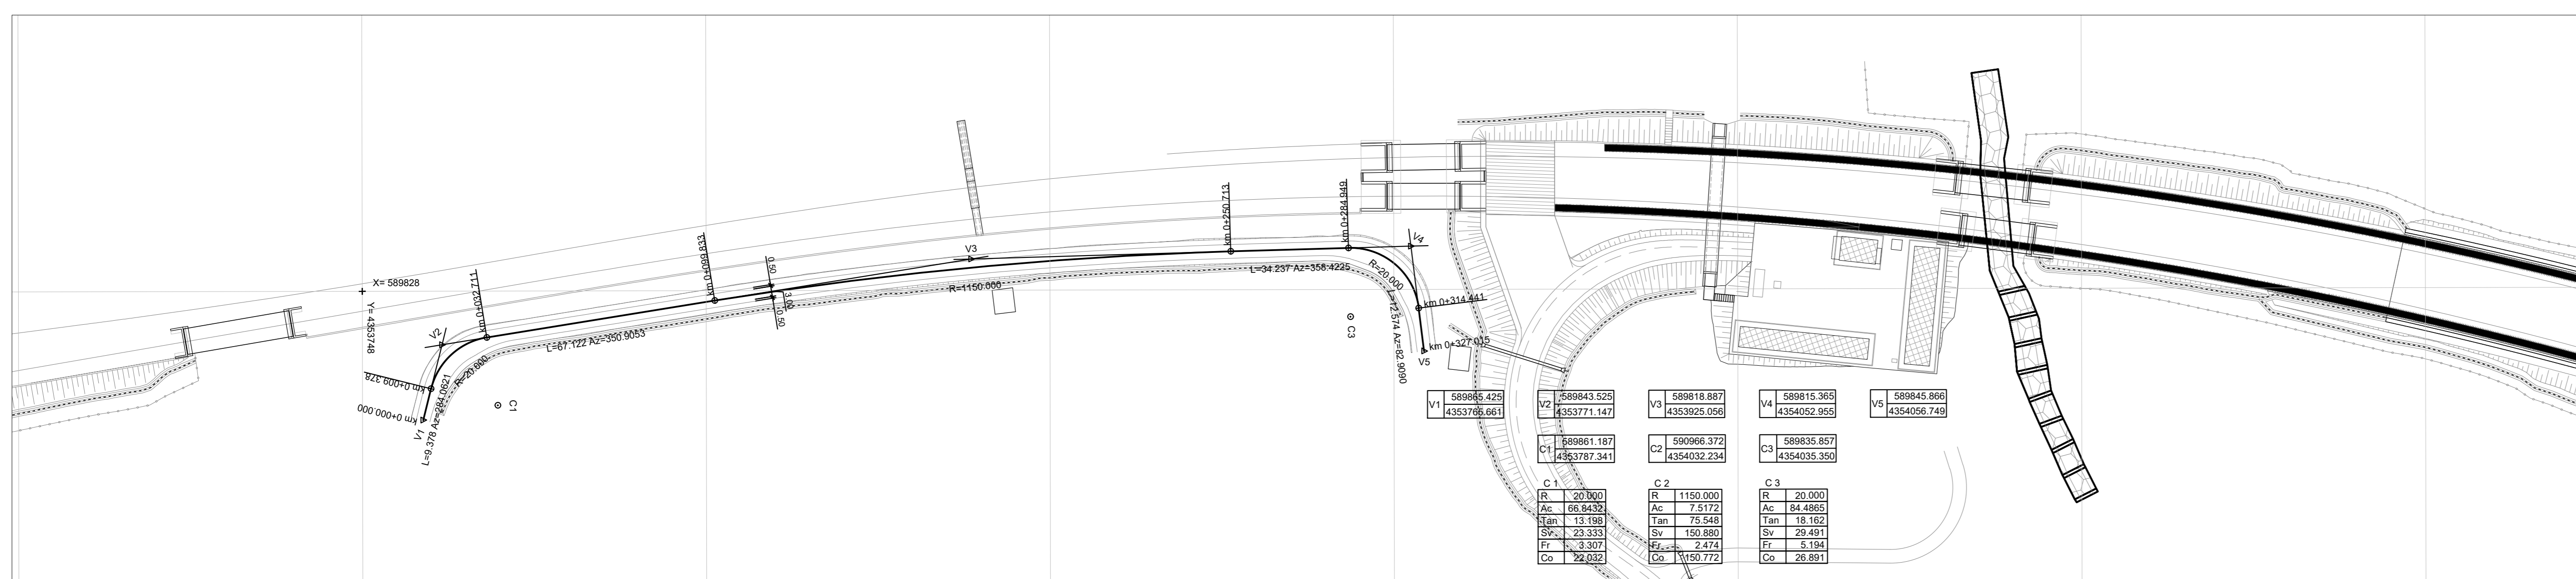 X= 589828
Y= 4353748
km 0+000.000
km 0+009.378
V1
L=9.378 Az=284.0621
V2
R=20.000
C1
km 0+032.711
L=67.122 Az=350.9053
km 0+099.833
0.50
3.00
0.50
V3
R=1150.000
km 0+250.713
L=34.237 Az=358.4225
km 0+284.949
V4
R=20.000
C3
km 0+314.441
L=12.574 Az=82.9090
km 0+327.015
V5
V1 589865.425
4353765.661
V2 589843.525
4353771.147
V3 589818.887
4353925.056
V4 589815.365
4354052.955
V5 589845.866
4354056.749
C1 589861.187
4353787.341
C2 590966.372
4354032.234
C3 589835.857
4354035.350
C 1
R 20.000
Ac 66.8432
Tan 13.198
Sv 23.333
Fr 3.307
Co 22.032
C 2
R 1150.000
Ac 7.5172
Tan 75.548
Sv 150.880
Fr 2.474
Co 150.772
C 3
R 20.000
Ac 84.4865
Tan 18.162
Sv 29.491
Fr 5.194
Co 26.891